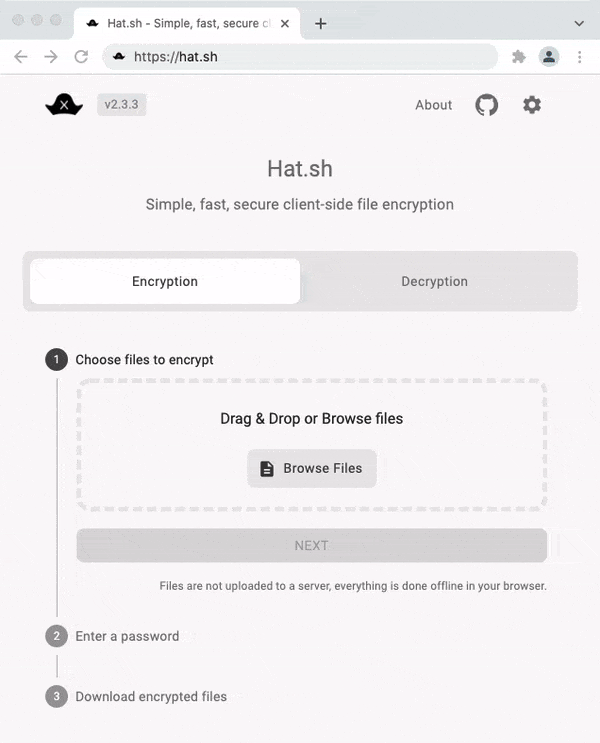 Hat.sh - Simple, fast, secure cl
https://hat.sh
X
v2.3.3
About
Hat.sh
Simple, fast, secure client-side file encryption
Encryption
Decryption
1 Choose files to encrypt
Drag & Drop or Browse files
Browse Files
NEXT
Files are not uploaded to a server, everything is done offline in your browser.
2 Enter a password
3 Download encrypted files